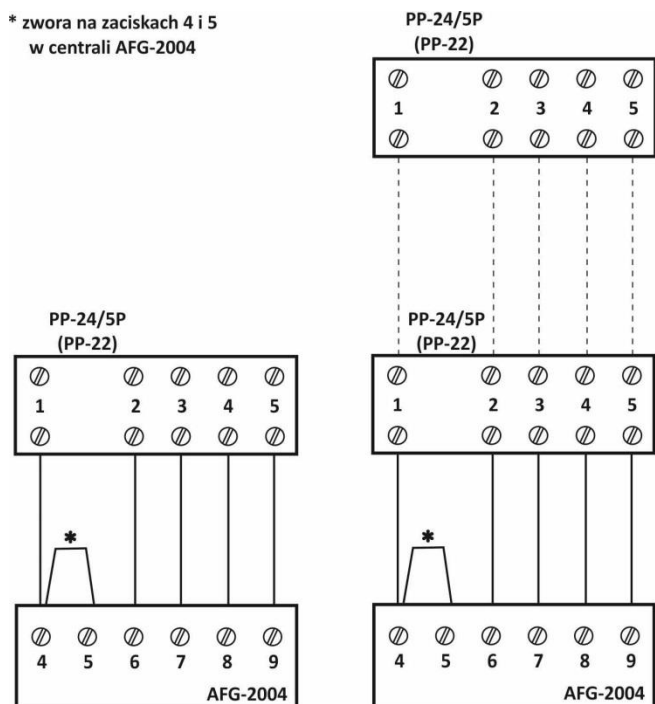 * zwora na zaciskach 4 i 5
w centrali AFG-2004
PP-24/5P
(PP-22)
1 2 3 4 5
PP-24/5P
(PP-22)
1 2 3 4 5
*
4 5 6 7 8 9
AFG-2004
PP-24/5P
(PP-22)
1 2 3 4 5
*
4 5 6 7 8 9
AFG-2004